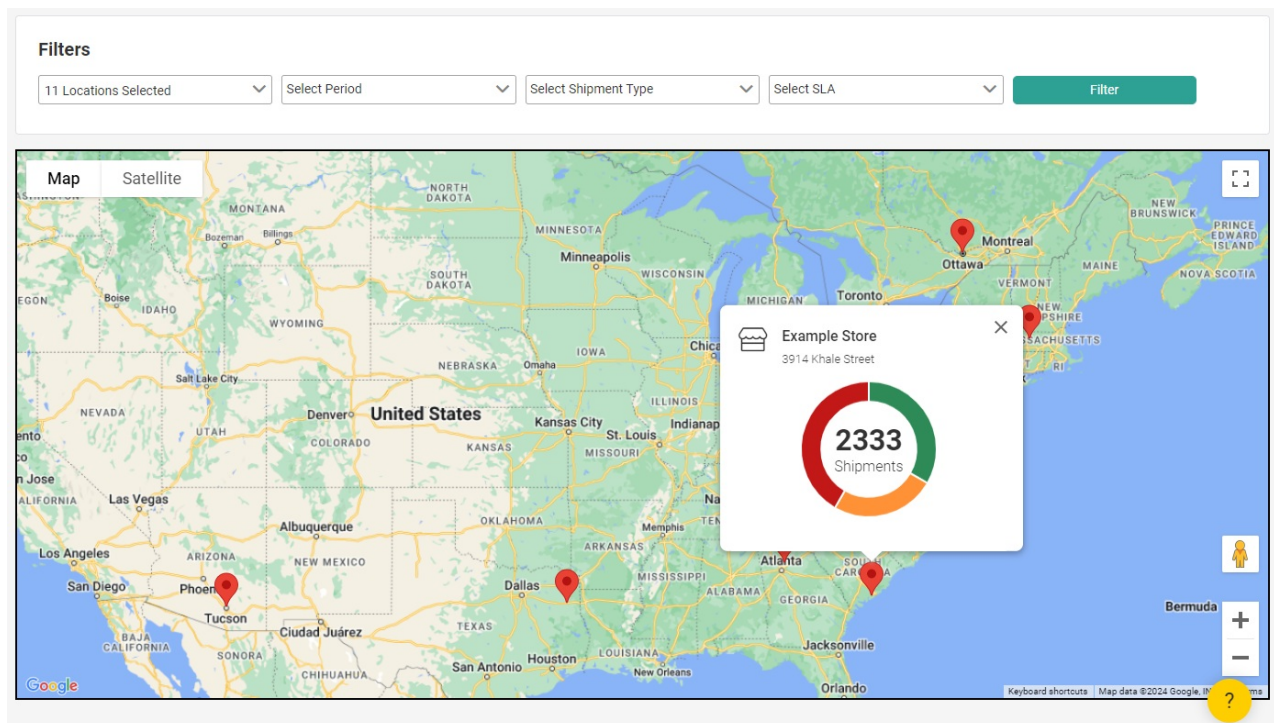 Filters
11 Locations Selected
Select Period
Select Shipment Type
Select SLA
Filter
Map
Satellite
NORTH
DAKOTA
MONTANA
Bozeman
Billings
MINNESOTA
Minneapolis
WISCONSIN
SOUTH
DAKOTA
Ottawa
Montreal
NEW
BRUNSWICK
PRINCE
EDWARD
ISLAND
MAINE
NOVA SCOTIA
VERMONT
Toronto
MICHIGAN
NEW
Boise
IDAHO
WYOMING
IOWA
NEBRASKA
Omaha
RI
Salt Lake City
NEVADA
UTAH
Denver
COLORADO
United States
ILLINOIS
Kansas City
St. Louis
KANSAS
MISSOURI
Example Store
3914 Khale Street
2333
Shipments
Las Vegas
Albuquerque
OKLAHOMA
Memphis
ARKANSAS
Los Angeles
ARIZONA
NEW MEXICO
Atlanta
San Diego
Dallas
MISSISSIPPI
ALABAMA
GEORGIA
Tucson
Ciudad Juárez
TEXAS
BAJA
CALIFORNIA
SONORA
CHIHUAHUA
LOUISIANA
San Antonio
Houston
New Orleans
Jacksonville
Orlando
Bermuda
Google
Keyboard shortcuts
Map data ©2024 Google
+
−
?